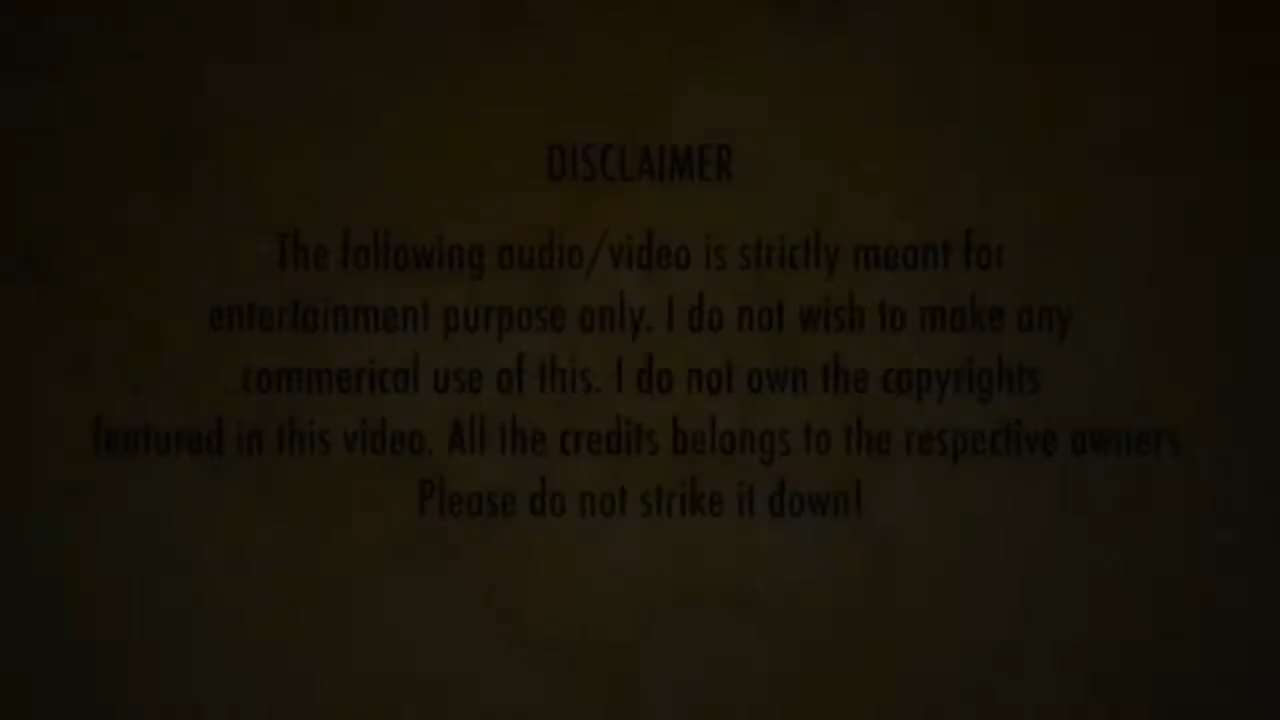 DISCLAIMER
The following audio/video is strictly meant for
entertainment purpose only. I do not wish to make any
commerical use of this. I do not own the copyrights
featured in this video. All the credits belongs to the respective owners
Please do not strike it down!